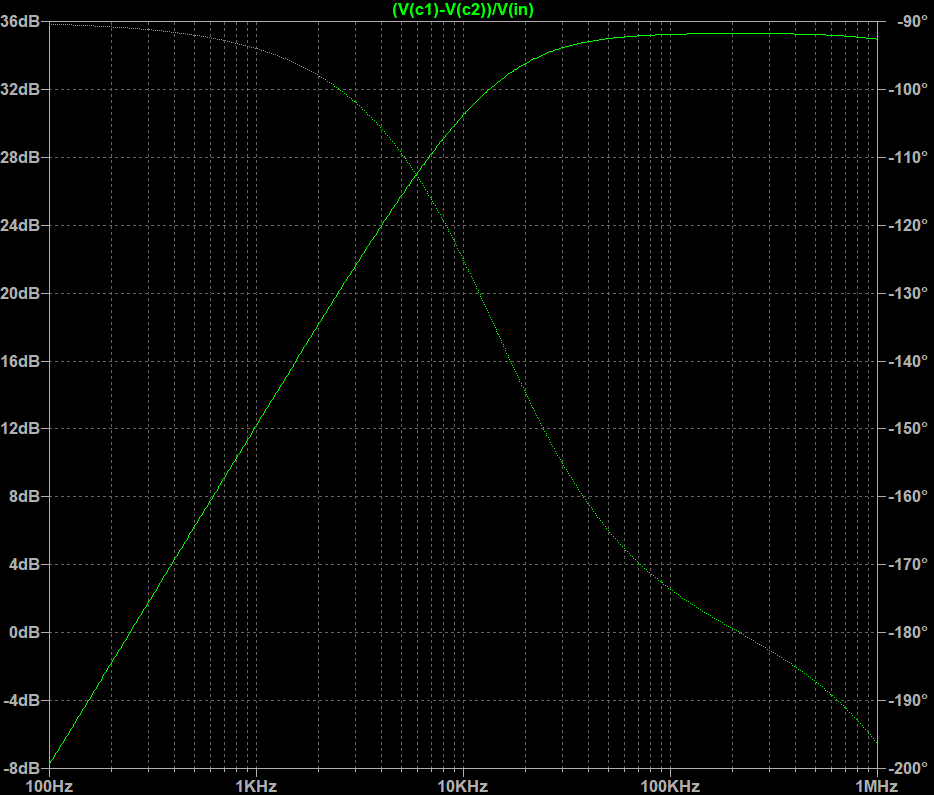 (V(c1)-V(c2))/V(in)
36dB
32dB
28dB
24dB
20dB
16dB
12dB
8dB
4dB
0dB
-4dB
-8dB
-90°
-100°
-110°
-120°
-130°
-140°
-150°
-160°
-170°
-180°
-190°
-200°
100Hz
1KHz
10KHz
100KHz
1MHz